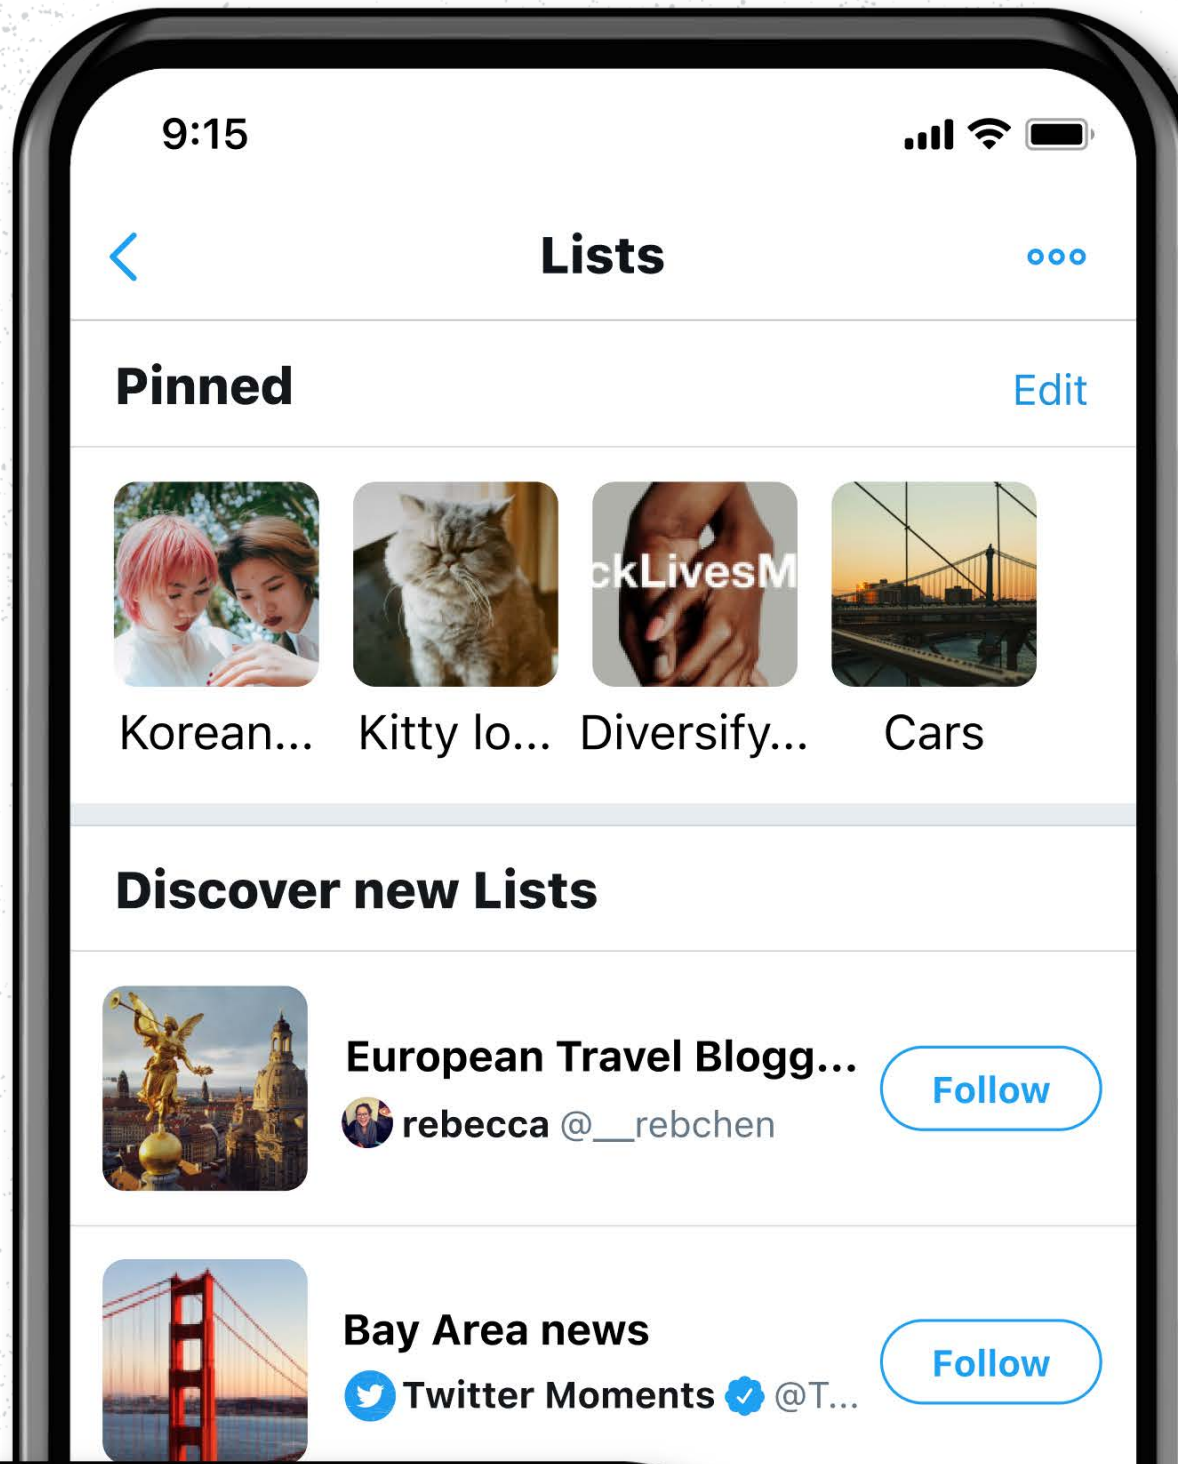 9:15
Lists
Pinned
Edit
ckLivesM
Korean... Kitty lo... Diversify... Cars
Discover new Lists
European Travel Blogg...
rebecca @__rebchen
Follow
Bay Area news
Twitter Moments @T...
Follow